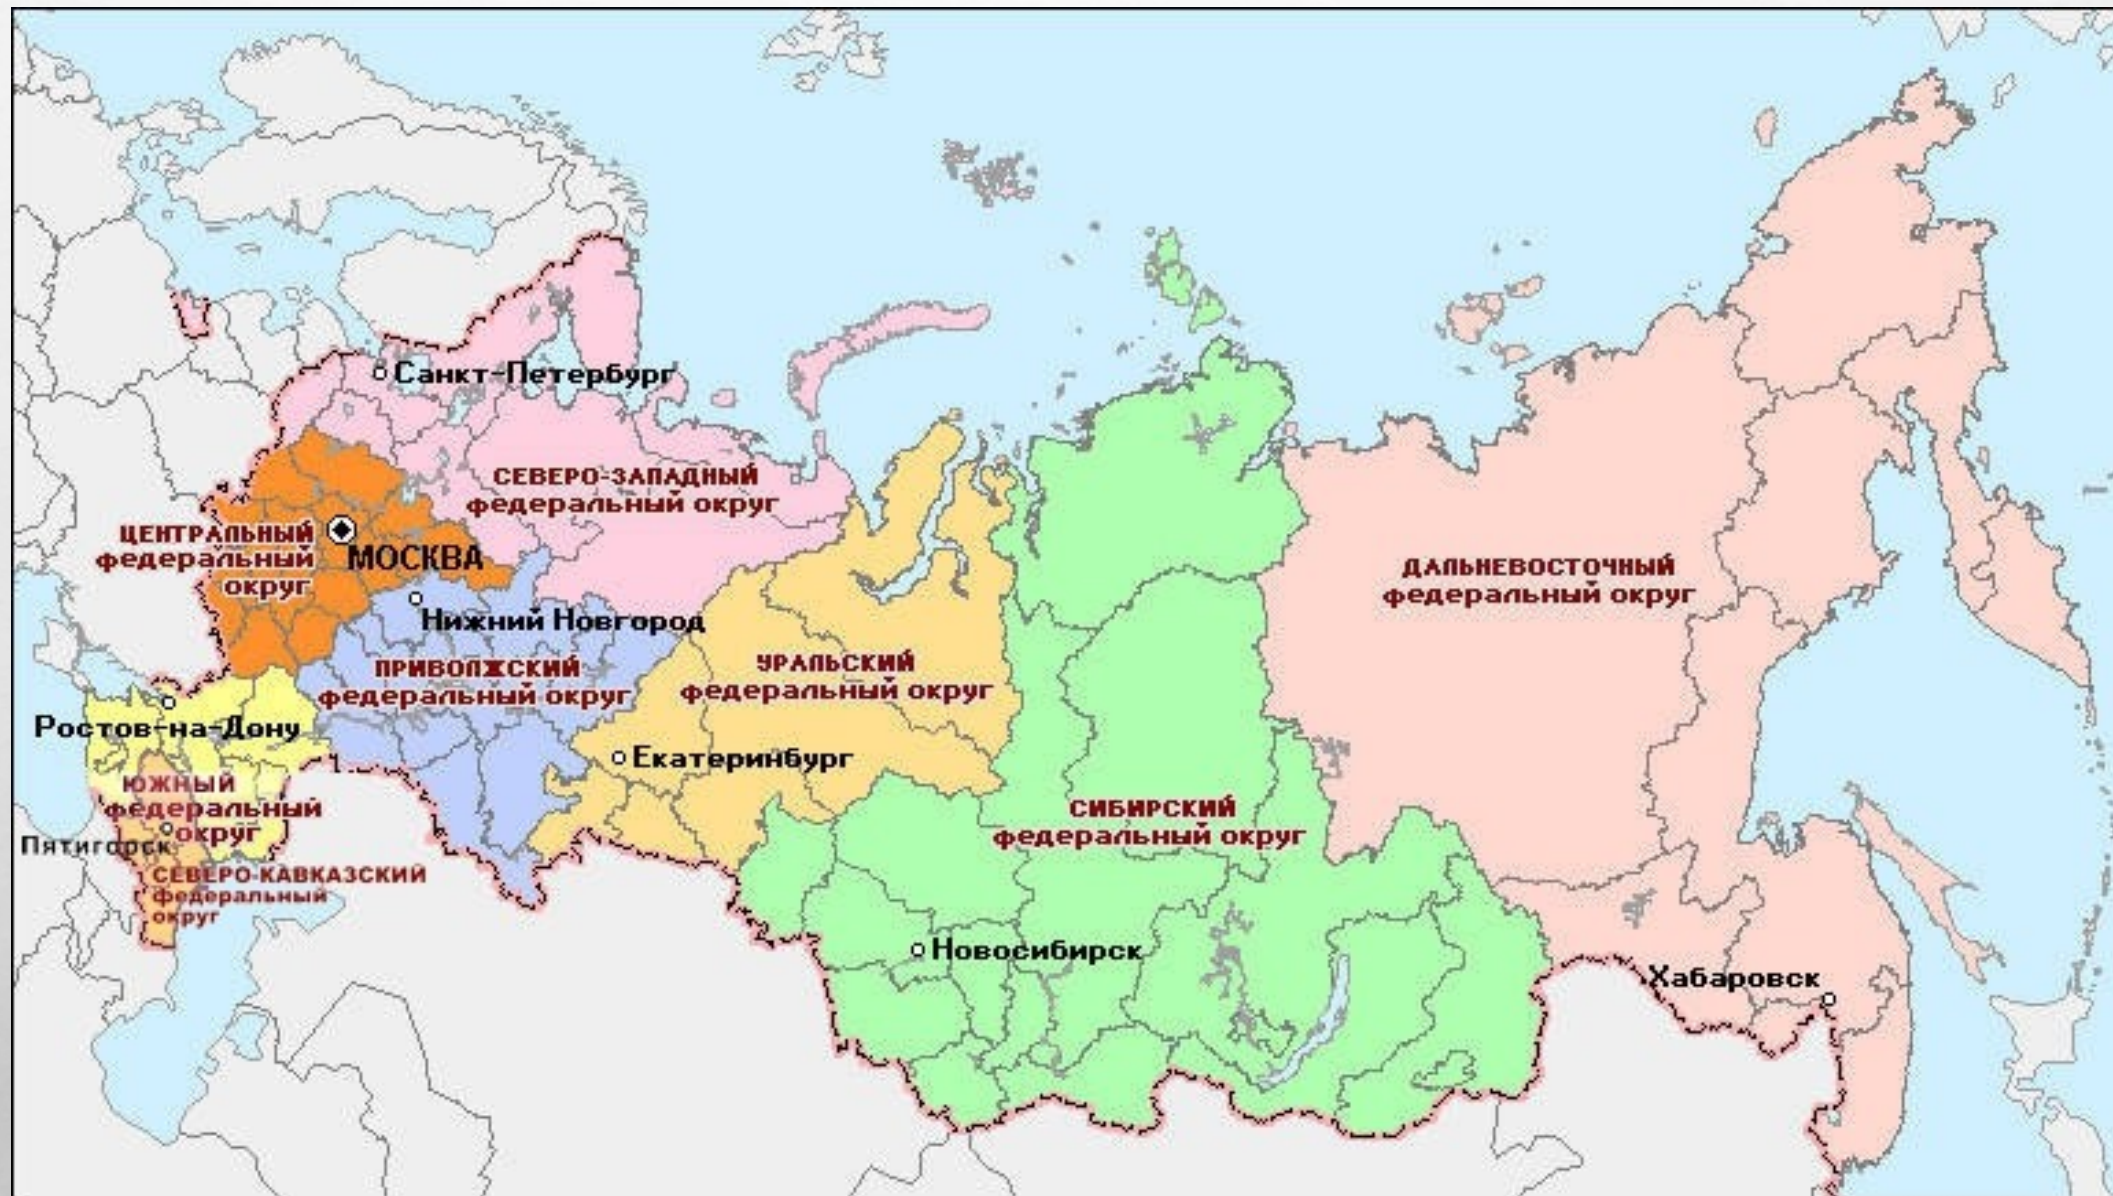 Санкт-Петербург
СЕВЕРО-ЗАПАДНЫЙ
федеральный округ
ЦЕНТРАЛЬНЫЙ
федеральный
округ
МОСКВА
ДАЛЬНЕВОСТОЧНЫЙ
федеральный округ
Нижний Новгород
ПРИВОЛЖСКИЙ
федеральный округ
УРАЛЬСКИЙ
федеральный округ
Ростов-на-Дону
Екатеринбург
ЮЖНЫЙ
федеральный
округ
СИБИРСКИЙ
федеральный округ
Пятигорск
СЕВЕРО-КАВКАЗСКИЙ
федеральный
округ
Новосибирск
Хабаровск